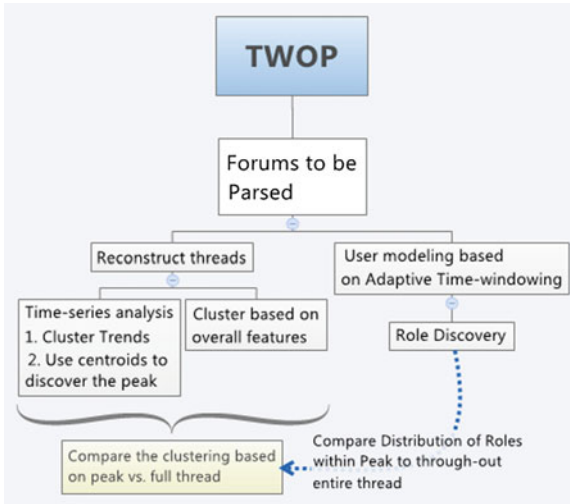 TWOP
Forums to be
Parsed
Reconstruct threads
User modeling based
on Adaptive Time-windowing
Time-series analysis
1. Cluster Trends
2. Use centroids to
discover the peak
Cluster based on
overall features
Role Discovery
Compare the clustering based
on peak vs. full thread
Compare Distribution of Roles
within Peak to through-out
entire thread